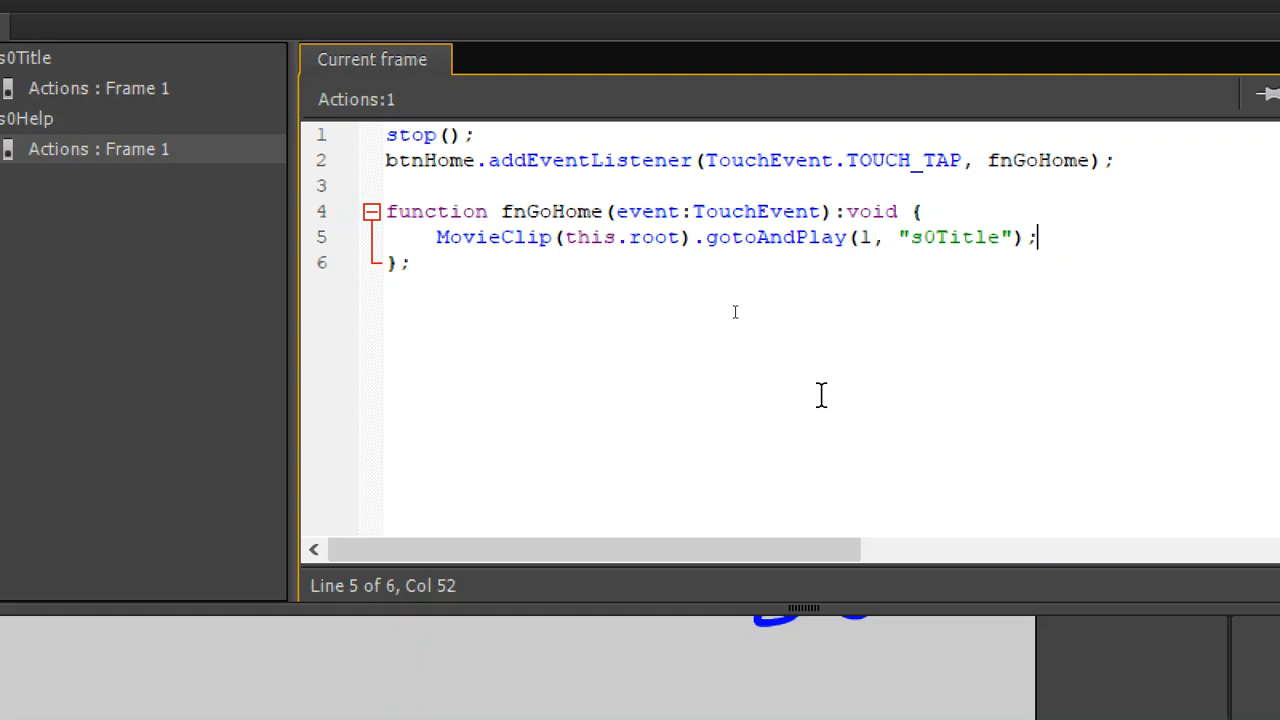 s0Title
Actions : Frame 1
s0Help
Actions : Frame 1
Current frame
Actions:1
1 stop();
2 btnHome.addEventListener(TouchEvent.TOUCH_TAP, fnGoHome);
3
4 function fnGoHome(event:TouchEvent):void {
5 MovieClip(this.root).gotoAndPlay(1, "s0Title");
6 };
Line 5 of 6, Col 52